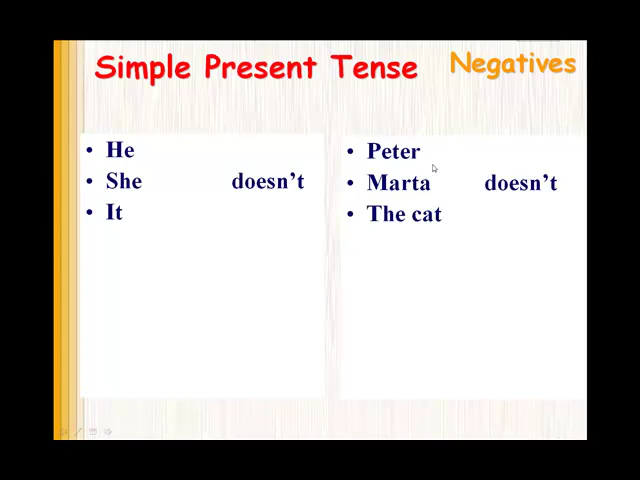 Simple Present Tense
Negatives
• He
• She doesn't
• It
• Peter
• Marta doesn't
• The cat